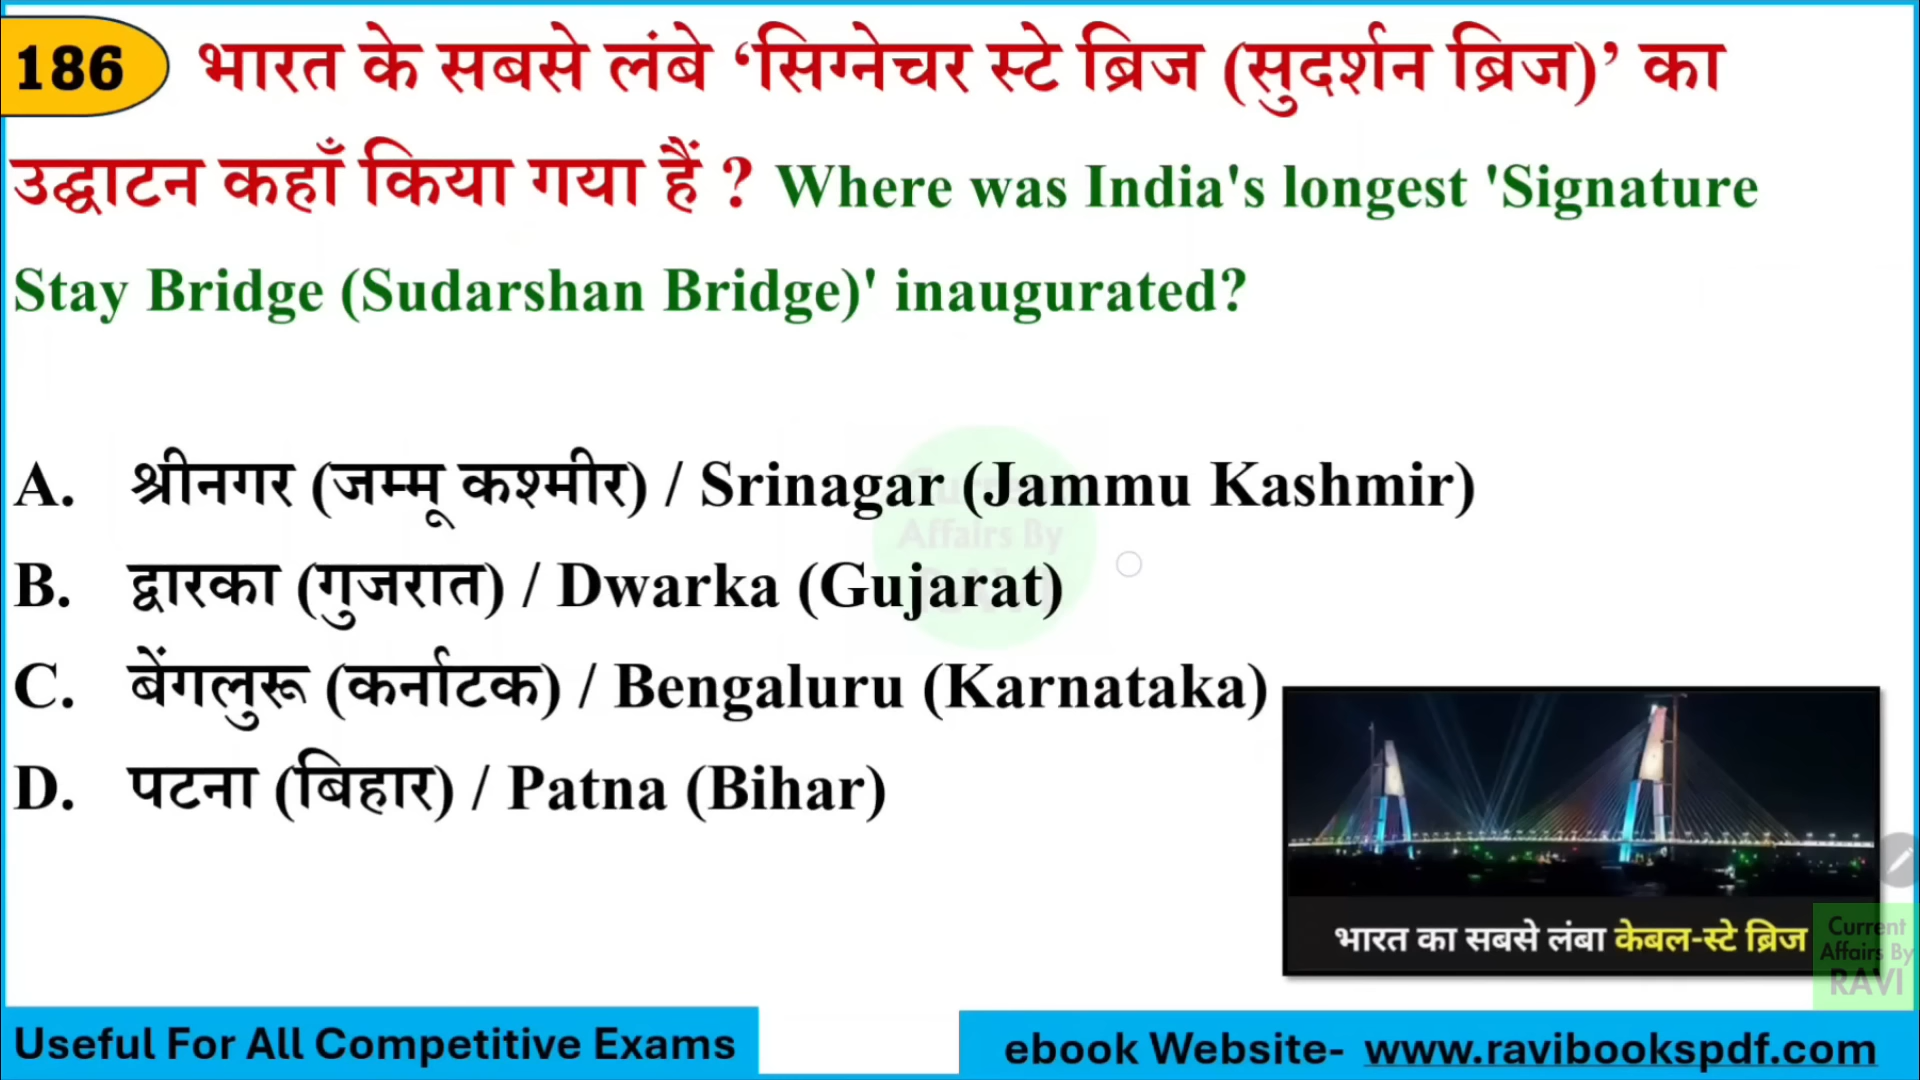 186 भारत के सबसे लंबे ‘सिग्नेचर स्टे ब्रिज (सुदर्शन ब्रिज)’ का
उद्घाटन कहाँ किया गया हैं ? Where was India's longest 'Signature
Stay Bridge (Sudarshan Bridge)' inaugurated?
A. श्रीनगर (जम्मू कश्मीर) / Srinagar (Jammu Kashmir)
B. द्वारका (गुजरात) / Dwarka (Gujarat)
C. बेंगलुरू (कर्नाटक) / Bengaluru (Karnataka)
D. पटना (बिहार) / Patna (Bihar)
Affairs By
भारत का सबसे लंबा केबल-स्टे ब्रिज
Current
Affairs By
RAVI
Useful For All Competitive Exams
ebook Website- www.ravibookspdf.com